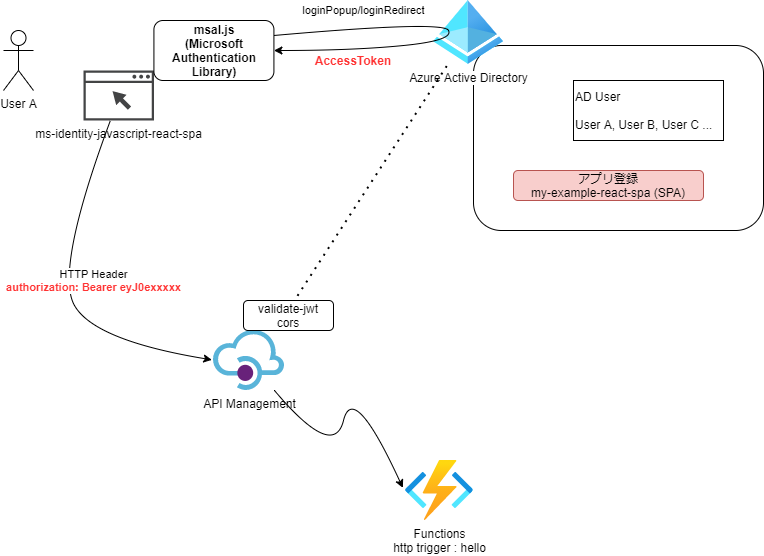 loginPopup/loginRedirect
msal.js
(Microsoft
Authentication
Library)
AccessToken
Azure Active Directory
User A
ms-identity-javascript-react-spa
AD User
User A, User B, User C ...
アプリ登録
my-example-react-spa (SPA)
HTTP Header
authorization: Bearer eyJ0exxxxx
validate-jwt
cors
API Management
Functions
http trigger : hello